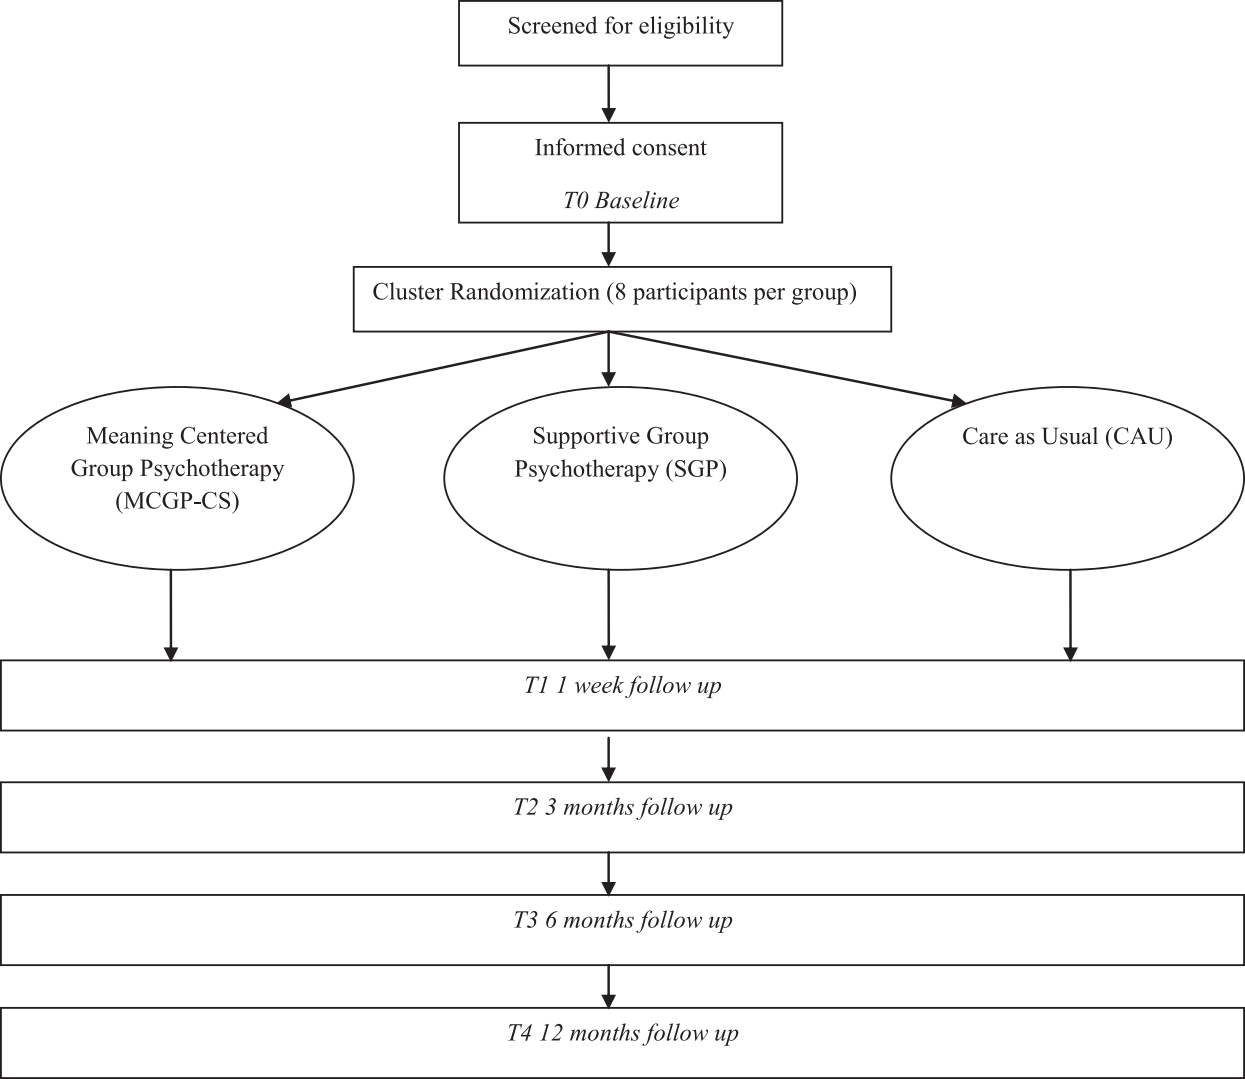 Screened for eligibility
Informed consent
T0 Baseline
Cluster Randomization (8 participants per group)
Meaning Centered
Group Psychotherapy
(MCGP-CS)
Supportive Group
Psychotherapy (SGP)
Care as Usual (CAU)
T1 1 week follow up
T2 3 months follow up
T3 6 months follow up
T4 12 months follow up